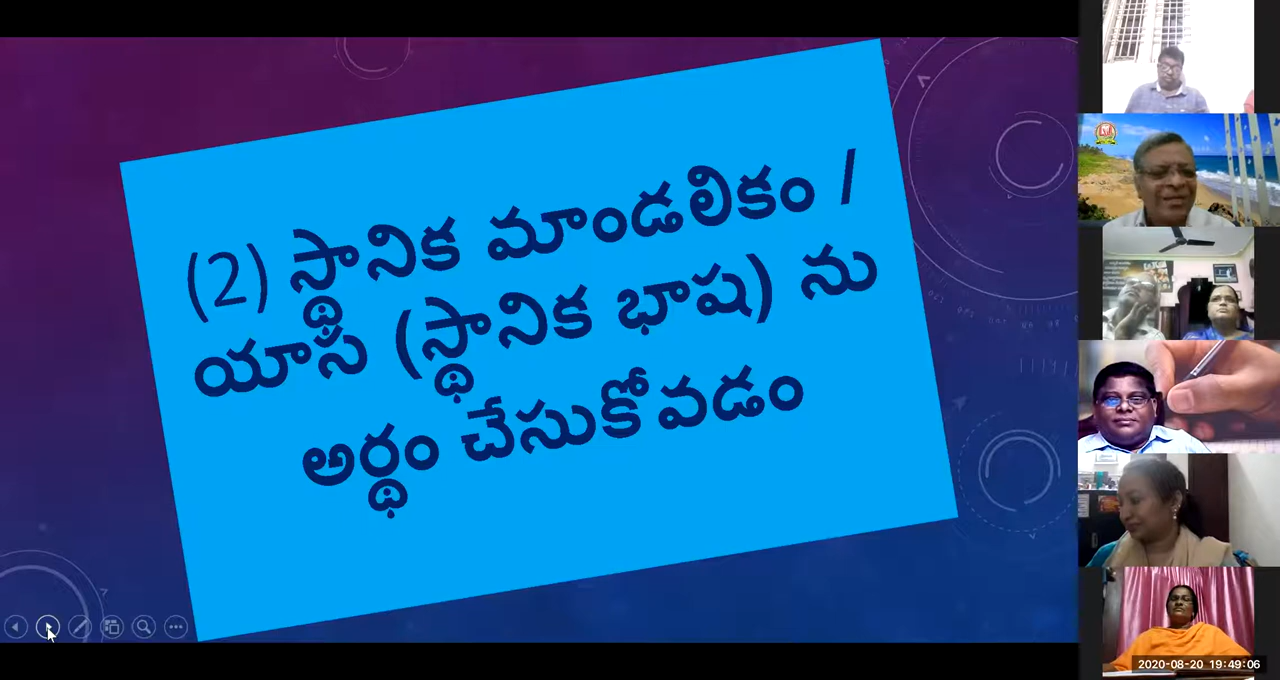 (2) స్థానిక మాండలికం /
యాస (స్థానిక భాష) ను
అర్థం చేసుకోవడం
2020-08-20 19:49:06